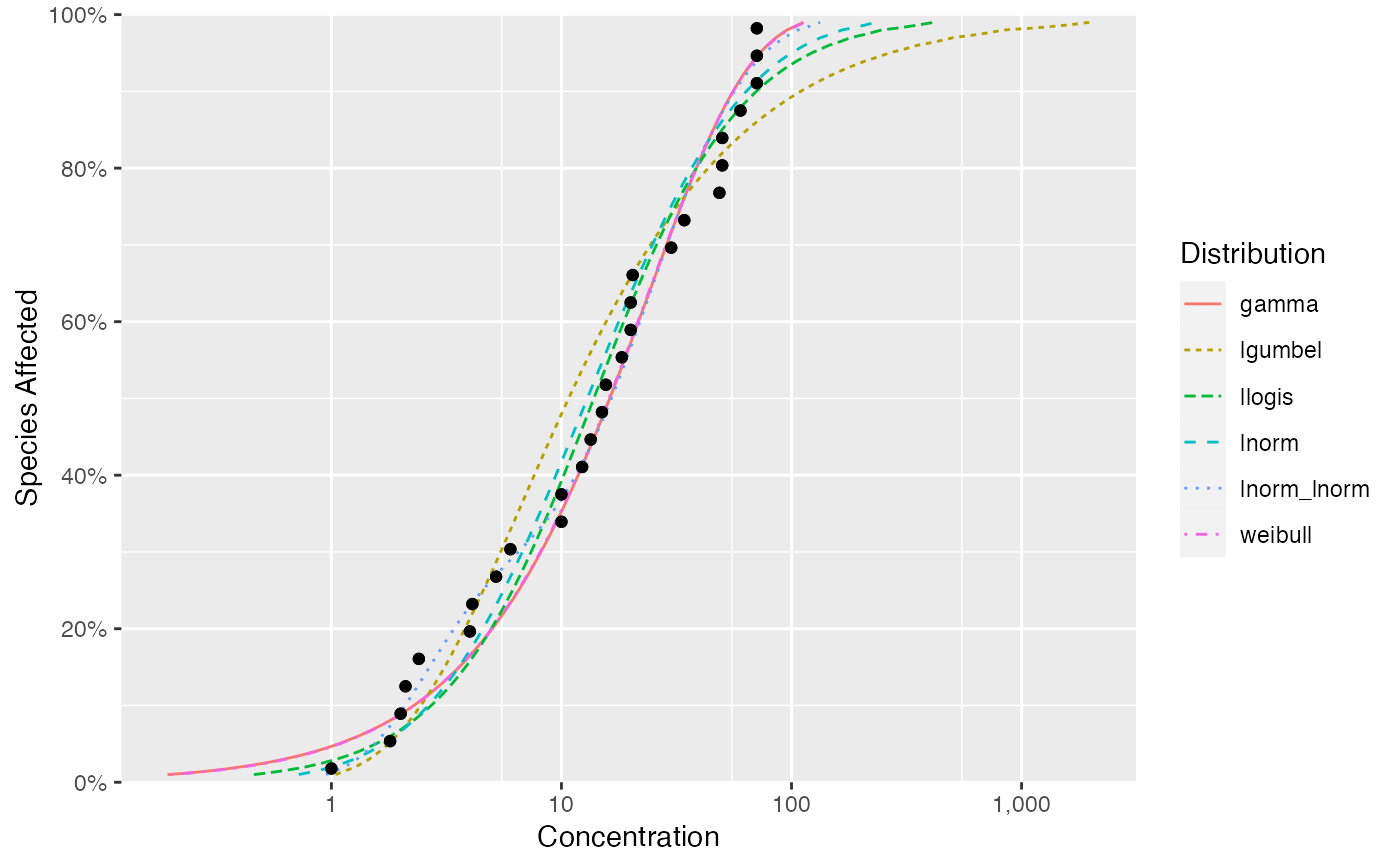 100%
80%
60%
40%
20%
0%
1
10
100
1,000
Concentration
Species Affected
Distribution
gamma
lgumbel
llogis
lnorm
lnorm_lnorm
weibull